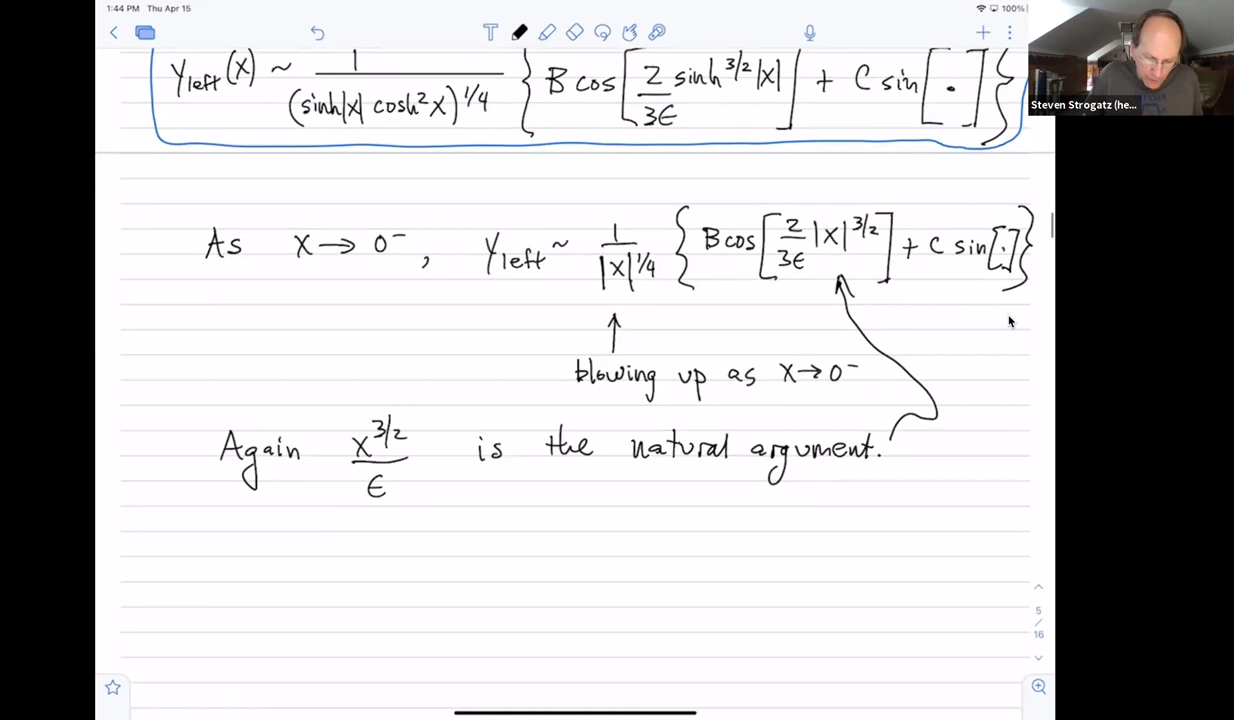 1:44 PM Thu Apr 15
100%
Steven Strogatz (he...
y_left(x) ~ 1/(sinh|x| cosh²x)^{1/4} { B cos[2/3ϵ sinh^{3/2}|x|] + C sin[·] }
As x → 0⁻, y_left ~ 1/|x|^{1/4} { B cos[2/3ϵ |x|^{3/2}] + C sin[·] }
blowing up as x→0⁻
Again x^{3/2}/ϵ is the natural argument.
5
/
16